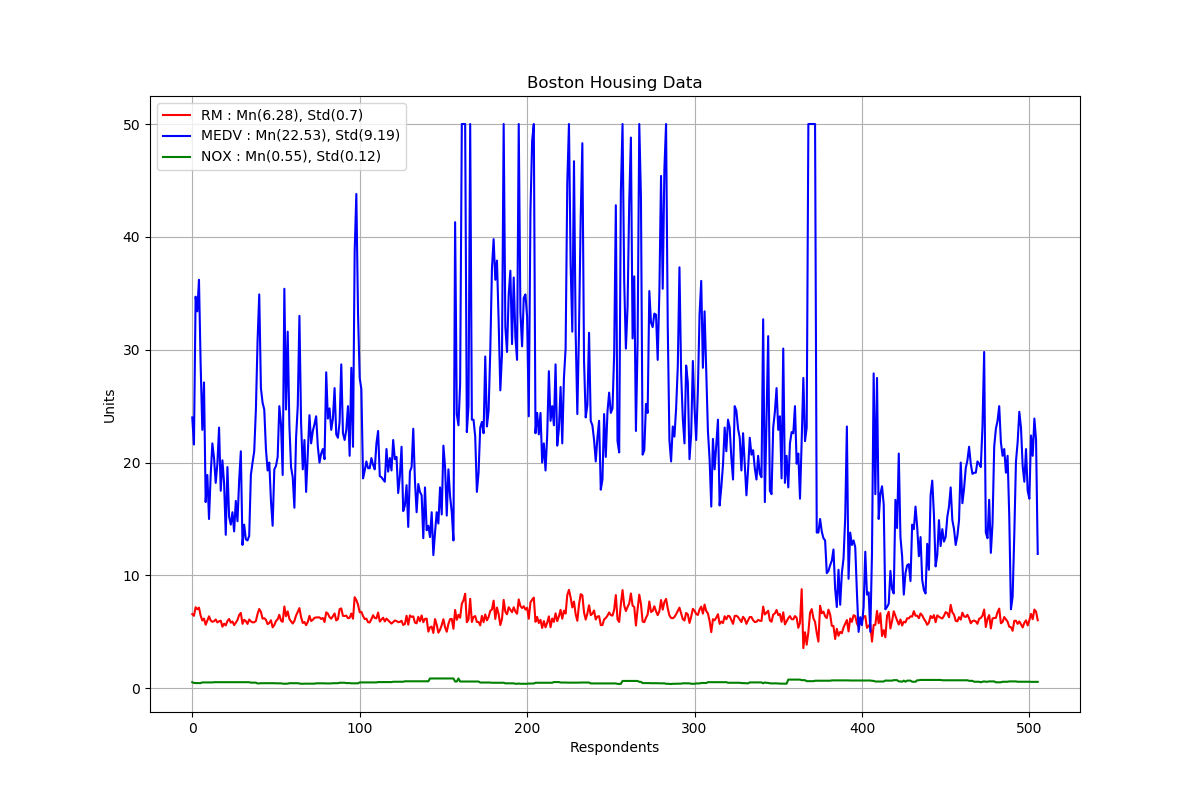 Boston Housing Data
RM : Mn(6.28), Std(0.7)
MEDV : Mn(22.53), Std(9.19)
NOX : Mn(0.55), Std(0.12)
50
40
30
20
10
0
Units
0 100 200 300 400 500
Respondents